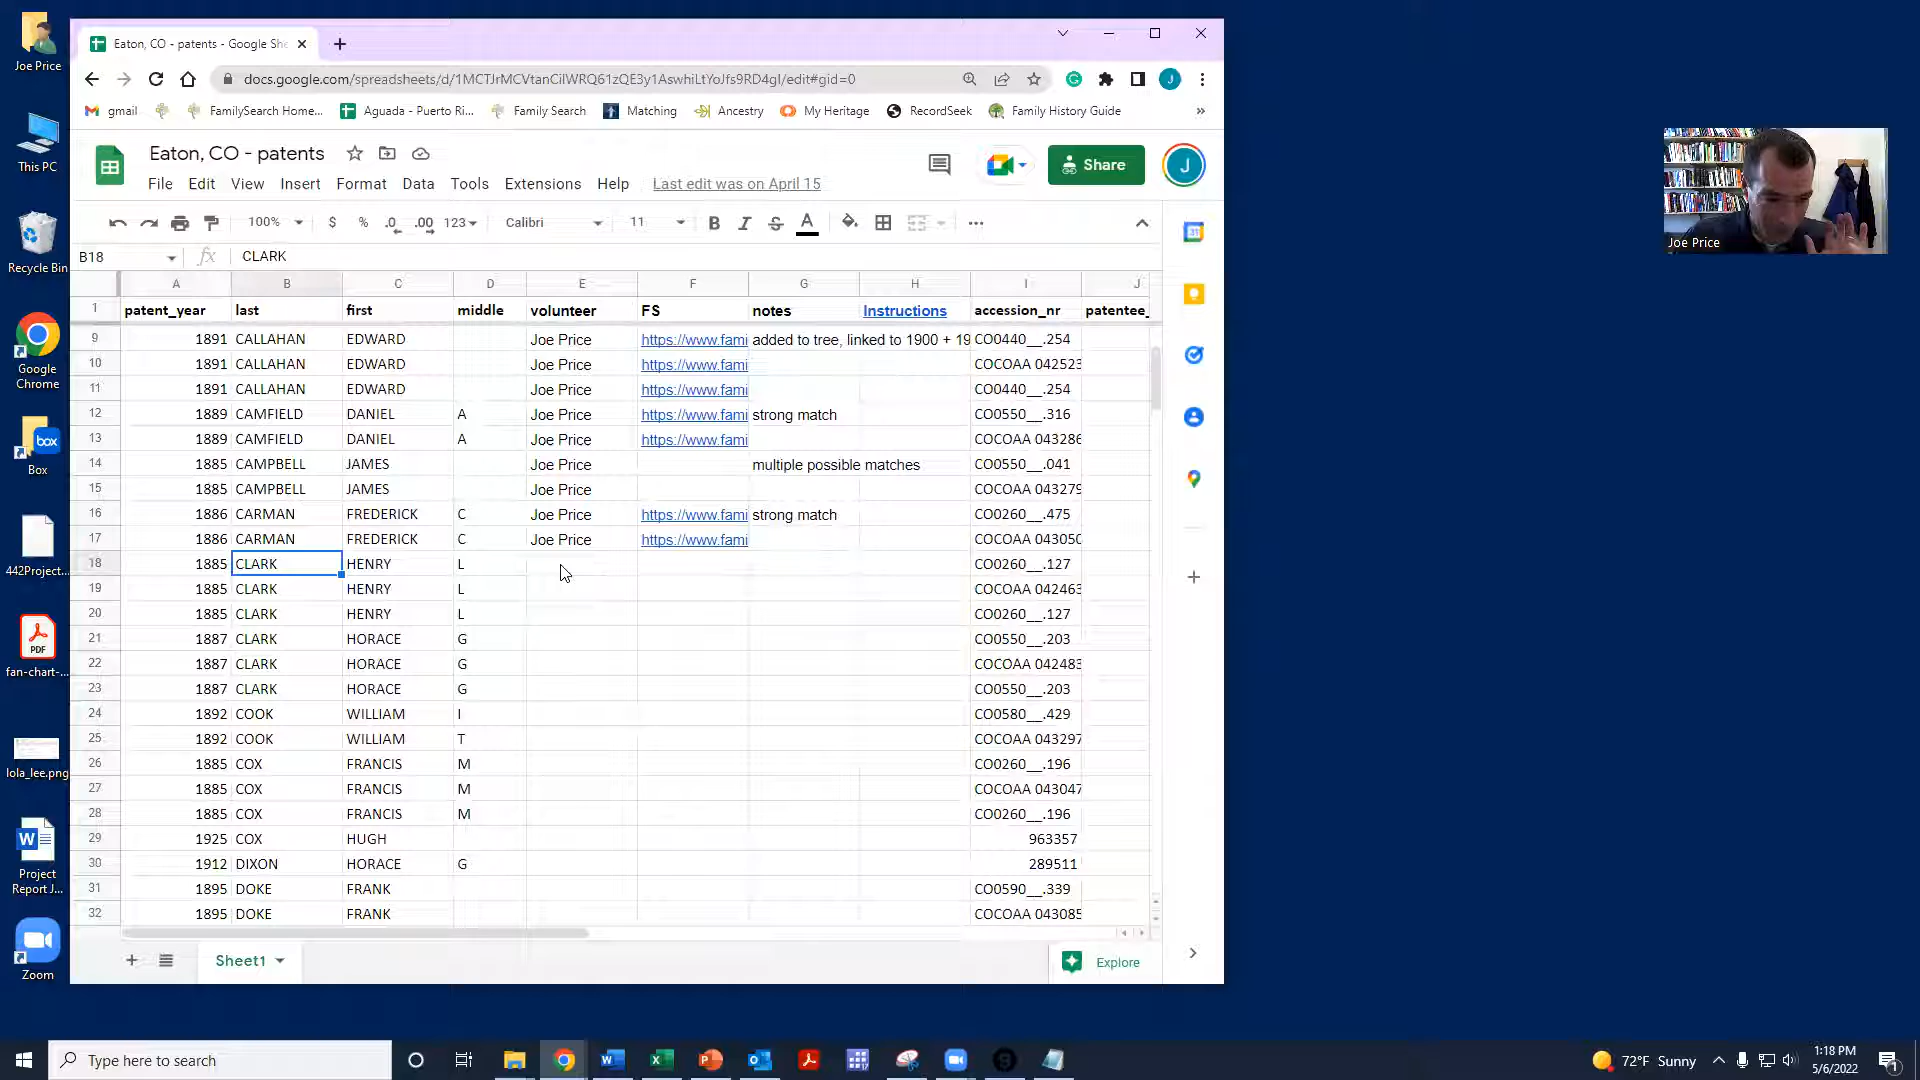 Joe Price
This PC
Recycle Bin
Google Chrome
Box
box
442Project...
PDF
fan-chart-...
lola_lee.png
Project Report J...
Zoom
Eaton, CO - patents - Google She
docs.google.com/spreadsheets/d/1MCTJrMCVtanCilWRQ61zQE3y1AswhiLtYoJfs9RD4gI/edit#gid=0
gmail FamilySearch Home... Aguada - Puerto Ri... Family Search Matching Ancestry My Heritage RecordSeek Family History Guide »
Eaton, CO - patents
File Edit View Insert Format Data Tools Extensions Help Last edit was on April 15
Share
J
100% $ % .0 .00 123 Calibri 11 B I S A
B18 fx CLARK
A B C D E F G H I J
1 patent_year last first middle volunteer FS notes Instructions accession_nr patentee_
9 1891 CALLAHAN EDWARD Joe Price https://www.fami added to tree, linked to 1900 + 19 CO0440__.254
10 1891 CALLAHAN EDWARD Joe Price https://www.fami COCOAA 042523
11 1891 CALLAHAN EDWARD Joe Price https://www.fami CO0440__.254
12 1889 CAMFIELD DANIEL A Joe Price https://www.fami strong match CO0550__.316
13 1889 CAMFIELD DANIEL A Joe Price https://www.fami COCOAA 043286
14 1885 CAMPBELL JAMES Joe Price multiple possible matches CO0550__.041
15 1885 CAMPBELL JAMES Joe Price COCOAA 043279
16 1886 CARMAN FREDERICK C Joe Price https://www.fami strong match CO0260__.475
17 1886 CARMAN FREDERICK C Joe Price https://www.fami COCOAA 043050
18 1885 CLARK HENRY L CO0260__.127
19 1885 CLARK HENRY L COCOAA 042463
20 1885 CLARK HENRY L CO0260__.127
21 1887 CLARK HORACE G CO0550__.203
22 1887 CLARK HORACE G COCOAA 042483
23 1887 CLARK HORACE G CO0550__.203
24 1892 COOK WILLIAM I CO0580__.429
25 1892 COOK WILLIAM T COCOAA 043297
26 1885 COX FRANCIS M CO0260__.196
27 1885 COX FRANCIS M COCOAA 043047
28 1885 COX FRANCIS M CO0260__.196
29 1925 COX HUGH 963357
30 1912 DIXON HORACE G 289511
31 1895 DOKE FRANK CO0590__.339
32 1895 DOKE FRANK COCOAA 043085
Sheet1
Explore
Joe Price
Type here to search
72°F Sunny
1:18 PM
5/6/2022